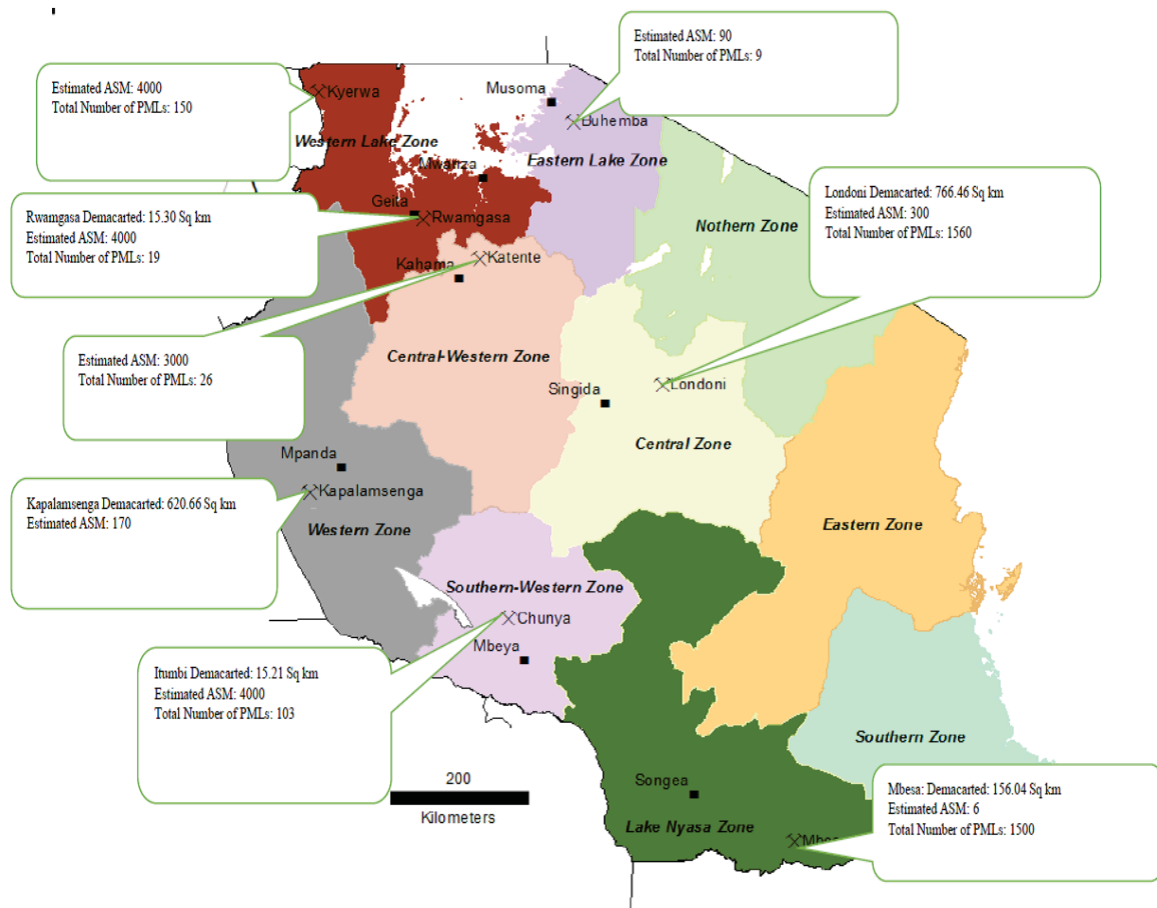 Estimated ASM: 90
Total Number of PMLs: 9
Estimated ASM: 4000
Total Number of PMLs: 150
Kyerwa
Musoma
Buhemba
Western Lake Zone
Eastern Lake Zone
Mwanza
Londoni Demacarted: 766.46 Sq km
Estimated ASM: 300
Total Number of PMLs: 1560
Rwamgasa Demacarted: 15.30 Sq km
Estimated ASM: 4000
Total Number of PMLs: 19
Geita
Rwamgasa
Nothern Zone
Kahama
Katente
Estimated ASM: 3000
Total Number of PMLs: 26
Central-Western Zone
Singida
Londoni
Central Zone
Mpanda
Kapalamsenga
Kapalamsenga Demacarted: 620.66 Sq km
Estimated ASM: 170
Western Zone
Eastern Zone
Southern-Western Zone
Chunya
Mbeya
Itumbi Demacarted: 15.21 Sq km
Estimated ASM: 4000
Total Number of PMLs: 103
Southern Zone
200
Kilometers
Songea
Lake Nyasa Zone
Mbesa: Demacarted: 156.04 Sq km
Estimated ASM: 6
Total Number of PMLs: 1500